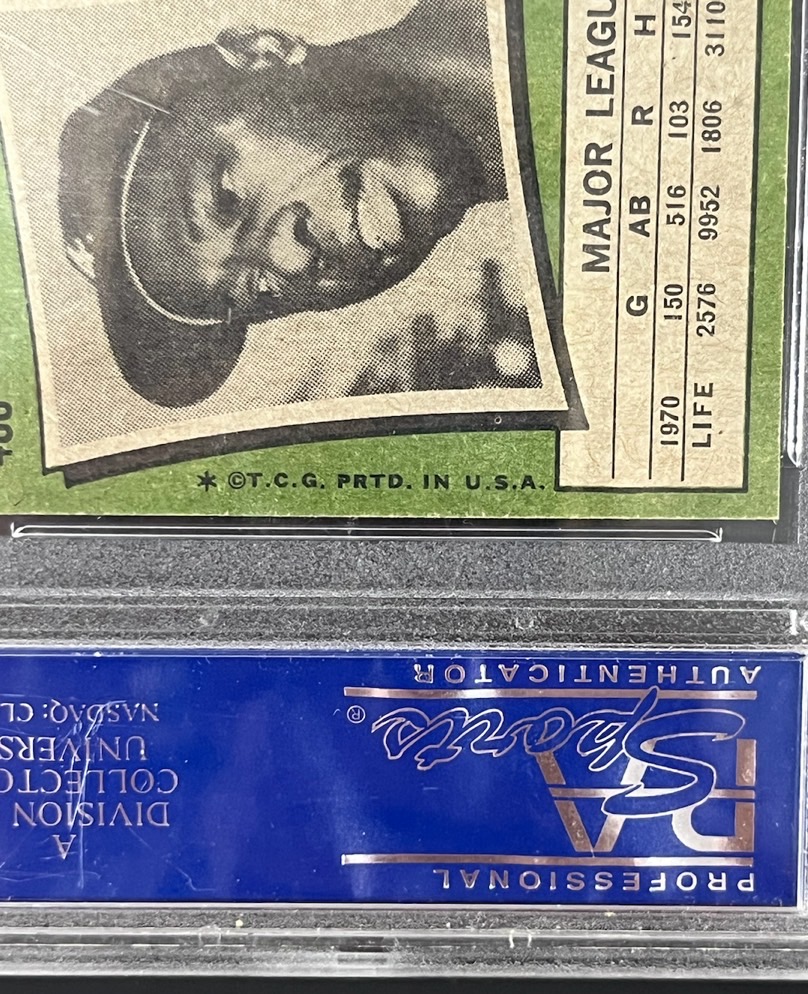 MAJOR LEAGU
G AB R H
1970 150 516 103 154
LIFE 2576 9952 1806 3110
* ©T.C.G. PRTD. IN U.S.A.
PROFESSIONAL
Sports ®
AUTHENTICATOR
A
DIVISION
COLLECTO
UNIVERS
NASDAQ: CL